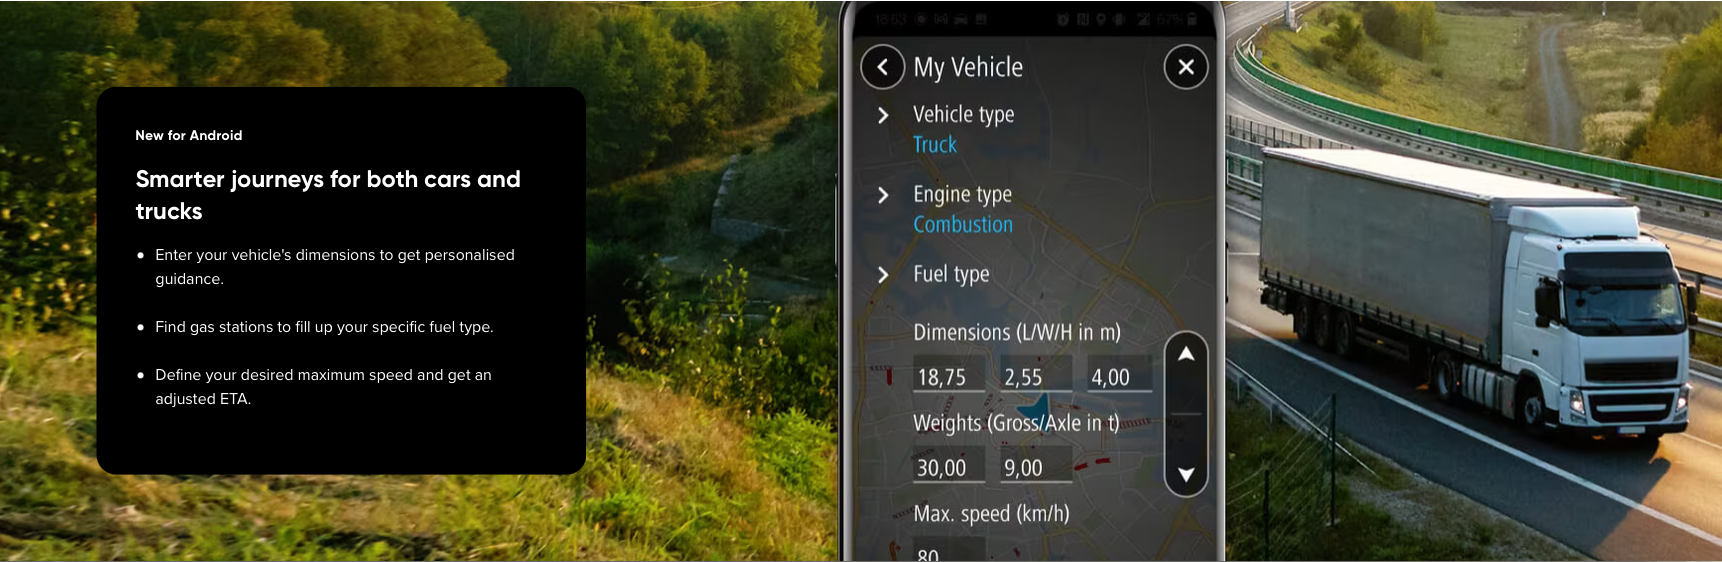 New for Android
Smarter journeys for both cars and
trucks
Enter your vehicle's dimensions to get personalised
guidance.
Find gas stations to fill up your specific fuel type.
Define your desired maximum speed and get an
adjusted ETA.
My Vehicle
Vehicle type
Truck
Engine type
Combustion
Fuel type
Dimensions (L/W/H in m)
18,75 2,55 4,00
Weights (Gross/Axle in t)
30,00 9,00
Max. speed (km/h)
80